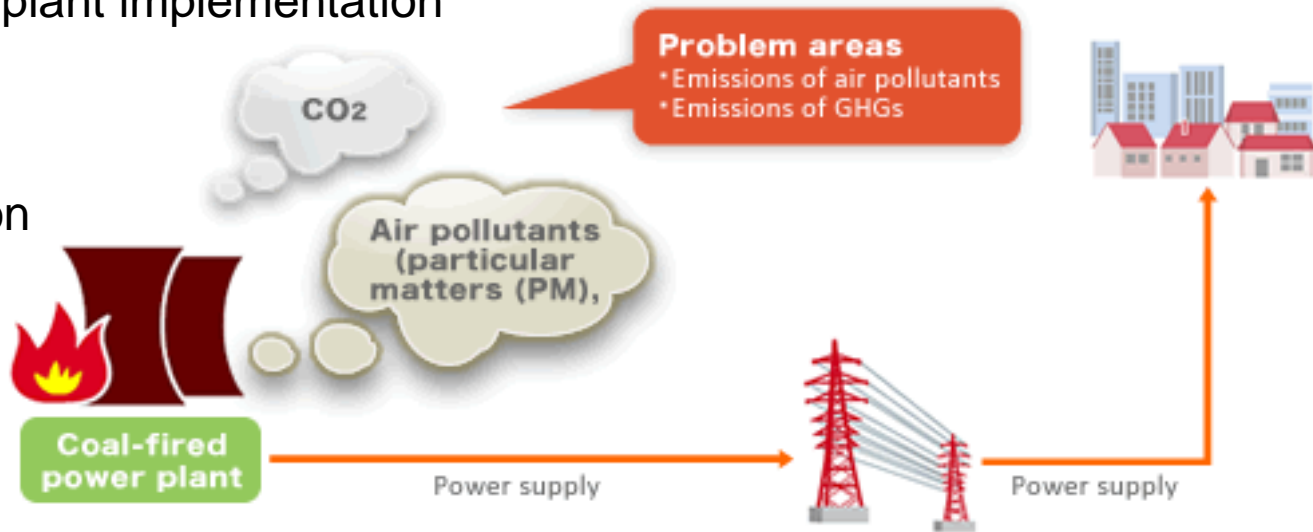 plant implementation
Problem areas
*Emissions of air pollutants
*Emissions of GHGs
CO2
on
Air pollutants
(particular
matters (PM),
Coal-fired
power plant
Power supply
Power supply